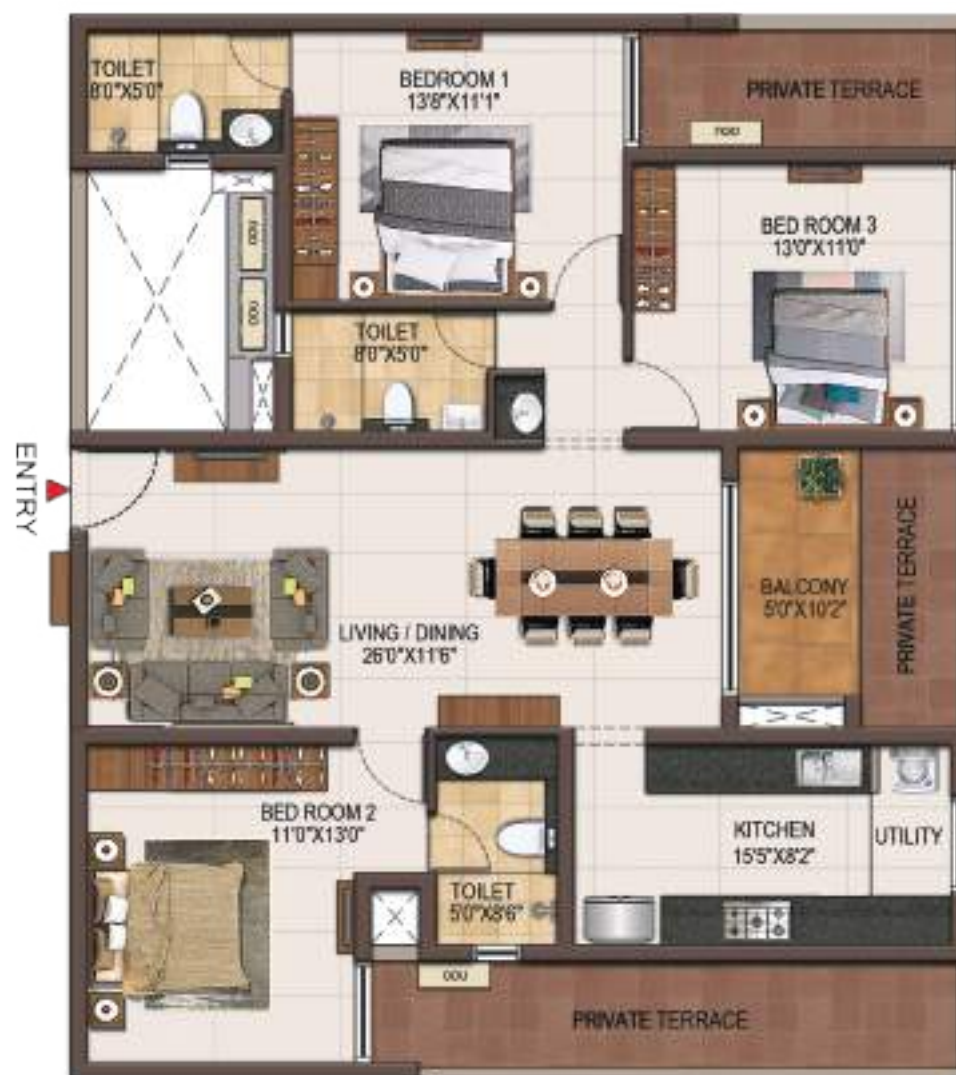 TOILET
8'0"X5'0"
BEDROOM 1
13'8"X11'1"
PRIVATE TERRACE
BED ROOM 3
13'0"X11'0"
TOILET
8'0"X5'0"
ENTRY
LIVING / DINING
26'0"X11'6"
BALCONY
5'0"X10'2"
PRIVATE TERRACE
BED ROOM 2
11'0"X13'0"
KITCHEN
15'5"X8'2"
UTILITY
TOILET
5'0"X8'6"
PRIVATE TERRACE